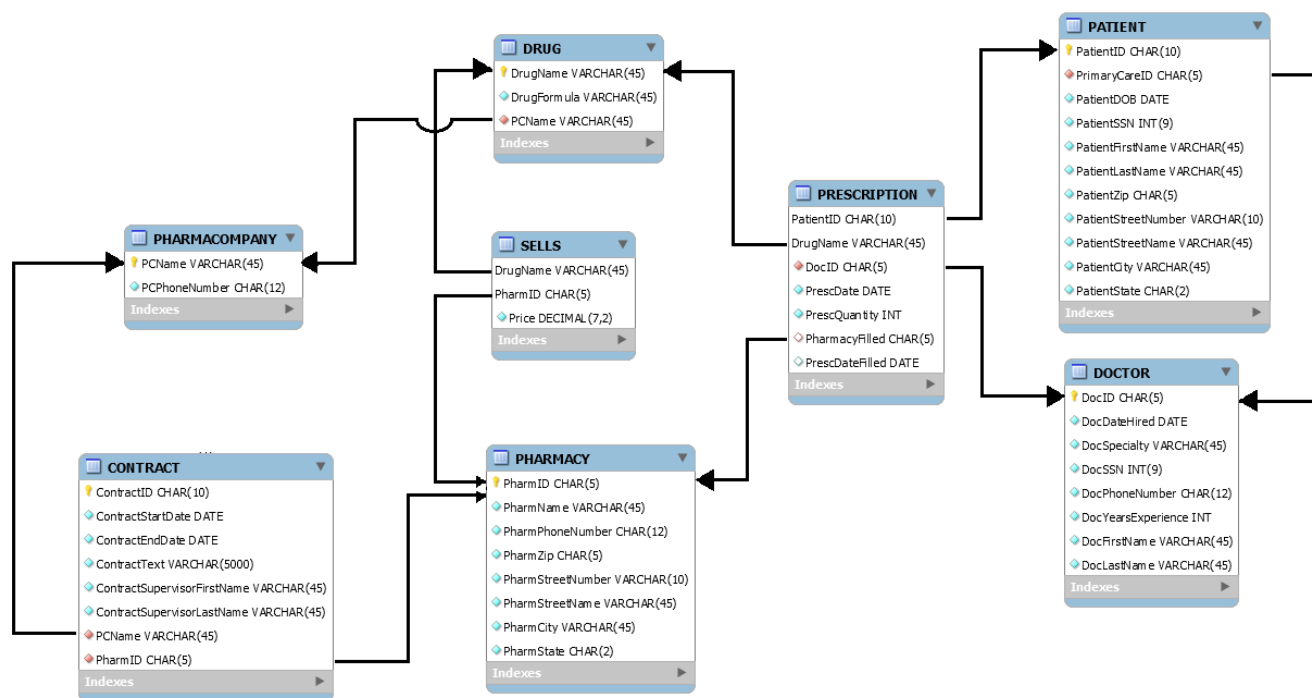 DRUG
DrugName VARCHAR(45)
DrugFormula VARCHAR(45)
PCName VARCHAR(45)
Indexes
PATIENT
PatientID CHAR(10)
PrimaryCareID CHAR(5)
PatientDOB DATE
PatientSSN INT(9)
PatientFirstName VARCHAR(45)
PatientLastName VARCHAR(45)
PatientZip CHAR(5)
PatientStreetNumber VARCHAR(10)
PatientStreetName VARCHAR(45)
PatientCity VARCHAR(45)
PatientState CHAR(2)
Indexes
PHARMACOMPANY
PCName VARCHAR(45)
PCPhoneNumber CHAR(12)
Indexes
SELLS
DrugName VARCHAR(45)
PharmID CHAR(5)
Price DECIMAL(7,2)
Indexes
PRESCRIPTION
PatientID CHAR(10)
DrugName VARCHAR(45)
DocID CHAR(5)
PrescDate DATE
PrescQuantity INT
PharmacyFilled CHAR(5)
PrescDateFilled DATE
Indexes
DOCTOR
DocID CHAR(5)
DocDateHired DATE
DocSpecialty VARCHAR(45)
DocSSN INT(9)
DocPhoneNumber CHAR(12)
DocYearsExperience INT
DocFirstName VARCHAR(45)
DocLastName VARCHAR(45)
Indexes
CONTRACT
ContractID CHAR(10)
ContractStartDate DATE
ContractEndDate DATE
ContractText VARCHAR(5000)
ContractSupervisorFirstName VARCHAR(45)
ContractSupervisorLastName VARCHAR(45)
PCName VARCHAR(45)
PharmID CHAR(5)
Indexes
PHARMACY
PharmID CHAR(5)
PharmName VARCHAR(45)
PharmPhoneNumber CHAR(12)
PharmZip CHAR(5)
PharmStreetNumber VARCHAR(10)
PharmStreetName VARCHAR(45)
PharmCity VARCHAR(45)
PharmState CHAR(2)
Indexes